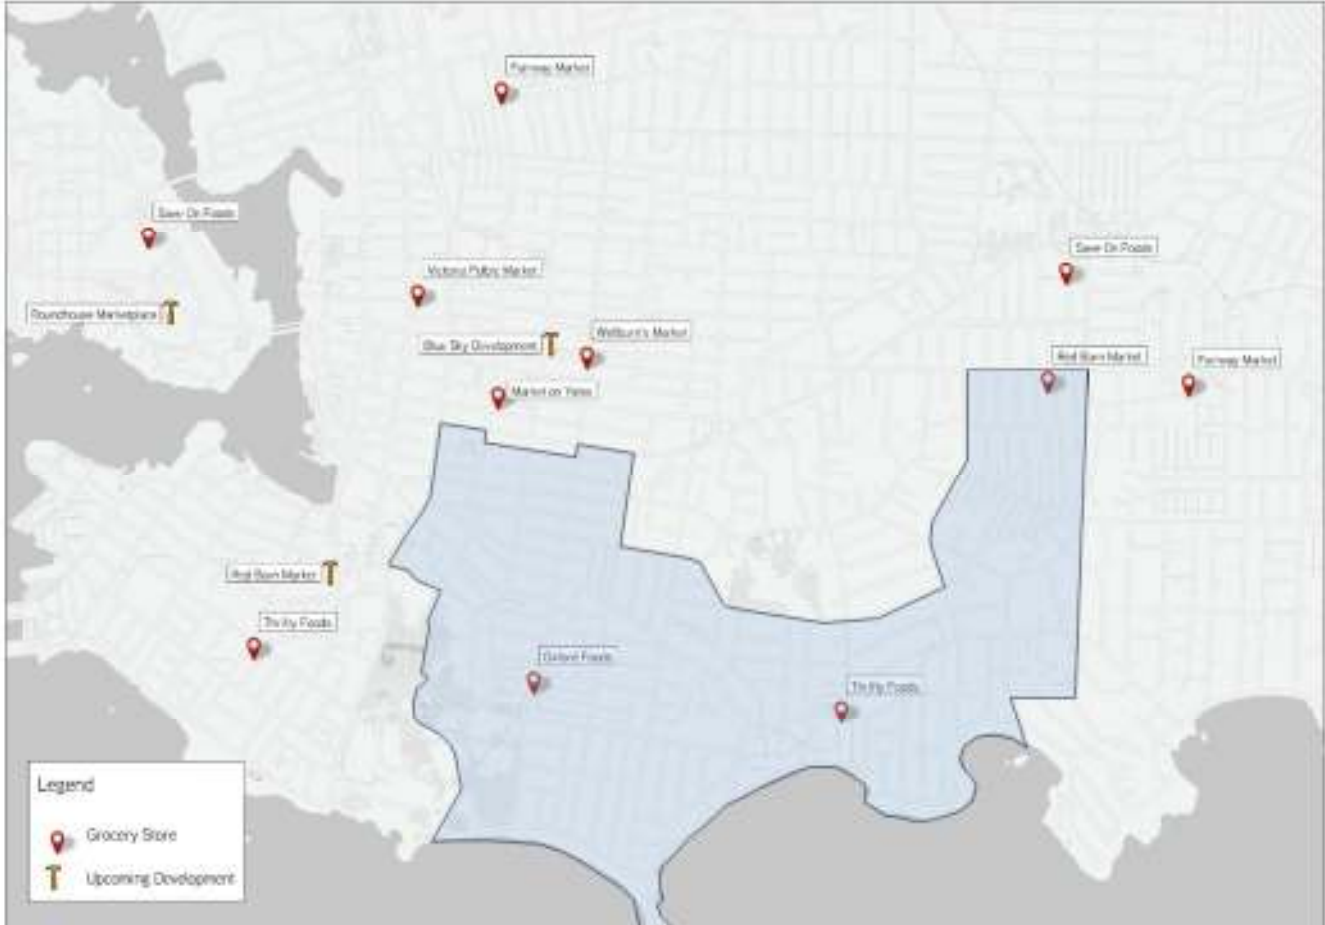 Fairway Market
Save On Foods
Save On Foods
Victoria Public Market
Roundhouse Marketplace
Wellburn's Market
Blue Sky Development
Red Barn Market
Fairway Market
Market on Yates
Red Barn Market
Thrifty Foods
Oxford Foods
Thrifty Foods
Legend
Grocery Store
Upcoming Development